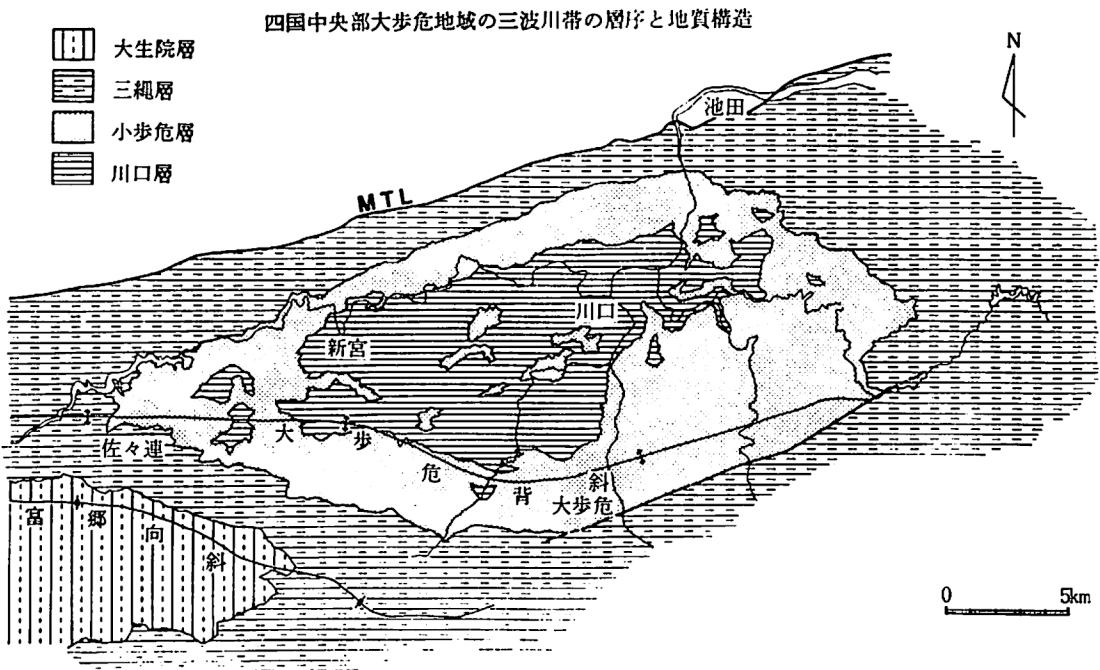 四国中央部大歩危地域の三波川帯の層序と地質構造
大生院層
三縄層
小歩危層
川口層
N
池田
MTL
川口
新宮
大歩危背斜
佐々連
大歩危
富郷向斜
0 5km